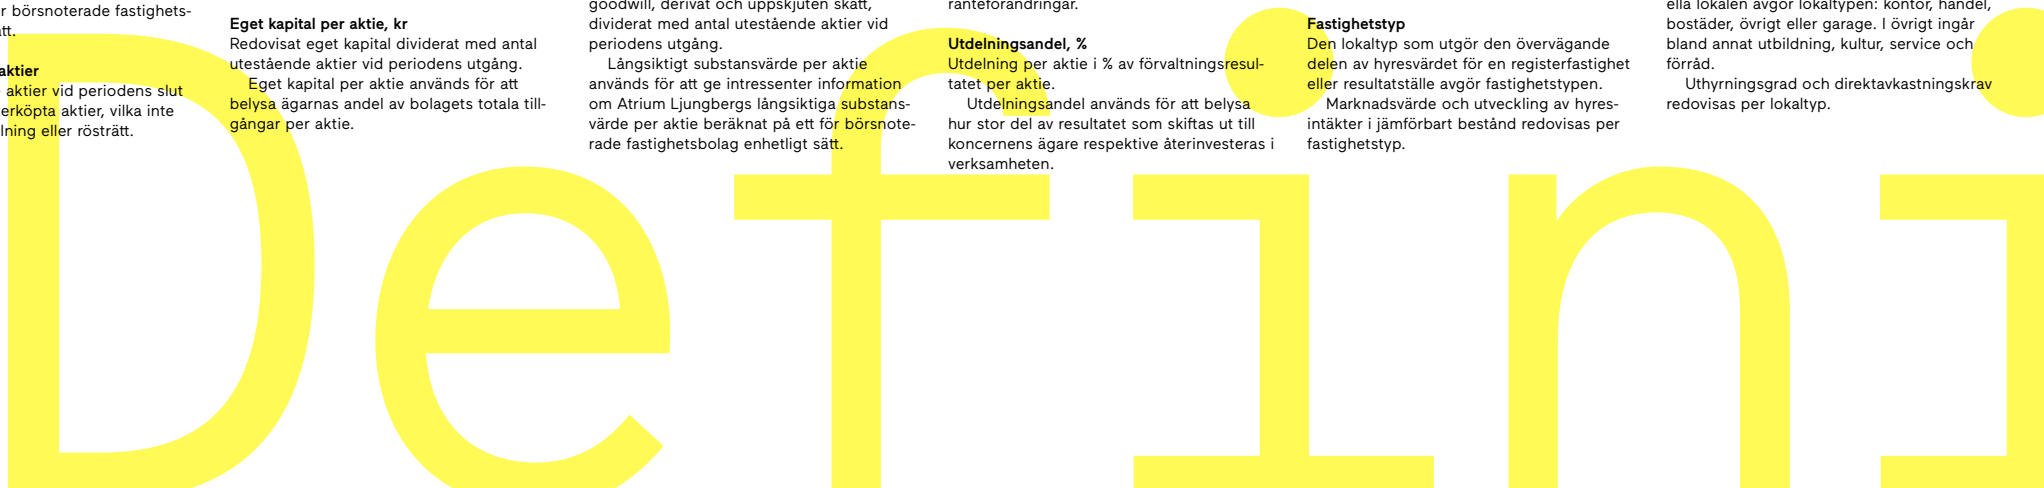 r börsnoterade fastighets-
ätt.
aktier
aktier vid periodens slut
erköpta aktier, vilka inte
lning eller rösträtt.
Eget kapital per aktie, kr
Redovisat eget kapital dividerat med antal
utestående aktier vid periodens utgång.
Eget kapital per aktie används för att
belysa ägarnas andel av bolagets totala till-
gångar per aktie.
goodwill, derivat och uppskjuten skatt,
dividerat med antal utestående aktier vid
periodens utgång.
Långsiktigt substansvärde per aktie
används för att ge intressenter information
om Atrium Ljungbergs långsiktiga substans-
värde per aktie beräknat på ett för börsnote-
rade fastighetsbolag enhetligt sätt.
ränteförändringar.
Utdelningsandel, %
Utdelning per aktie i % av förvaltningsresul-
tatet per aktie.
Utdelningsandel används för att belysa
hur stor del av resultatet som skiftas ut till
koncernens ägare respektive återinvesteras i
verksamheten.
Fastighetstyp
Den lokaltyp som utgör den övervägande
delen av hyresvärdet för en registerfastighet
eller resultatställe avgör fastighetstypen.
Marknadsvärde och utveckling av hyres-
intäkter i jämförbart bestånd redovisas per
fastighetstyp.
ella lokalen avgör lokaltypen: kontor, handel,
bostäder, övrigt eller garage. I övrigt ingår
bland annat utbildning, kultur, service och
förråd.
Uthyrningsgrad och direktavkastningskrav
redovisas per lokaltyp.
Defini